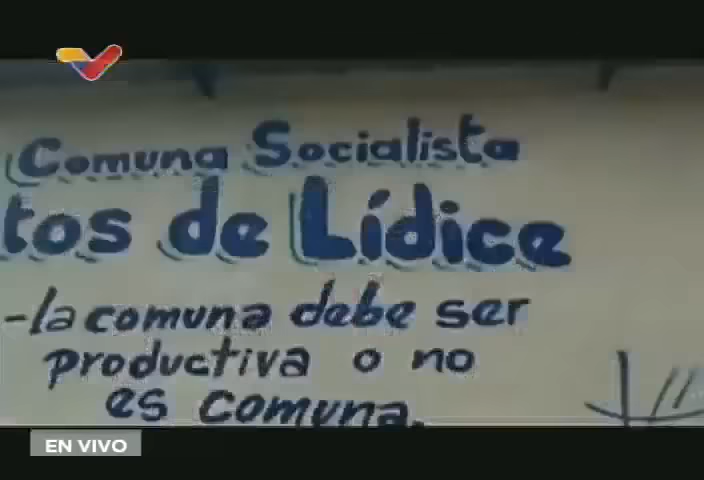 Comuna Socialista
tos de Lídice
-la comuna debe ser
productiva o no
es comuna.
EN VIVO